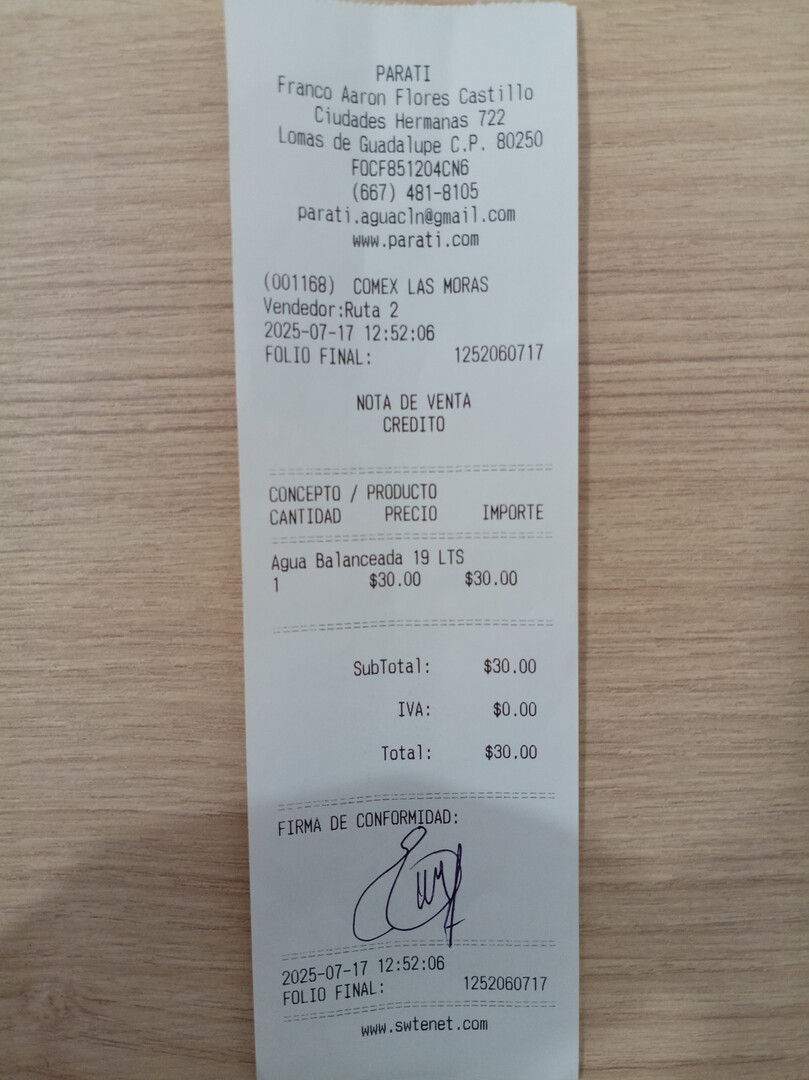 PARATI
Franco Aaron Flores Castillo
Ciudades Hermanas 722
Lomas de Guadalupe C.P. 80250
FOCF851204CN6
(667) 481-8105
parati.aguacln@gmail.com
www.parati.com
(001168) COMEX LAS MORAS
Vendedor:Ruta 2
2025-07-17 12:52:06
FOLIO FINAL: 1252060717
NOTA DE VENTA
CREDITO
CONCEPTO / PRODUCTO
CANTIDAD PRECIO IMPORTE
Agua Balanceada 19 LTS
1 $30.00 $30.00
SubTotal: $30.00
IVA: $0.00
Total: $30.00
FIRMA DE CONFORMIDAD:
2025-07-17 12:52:06
FOLIO FINAL: 1252060717
www.swtenet.com